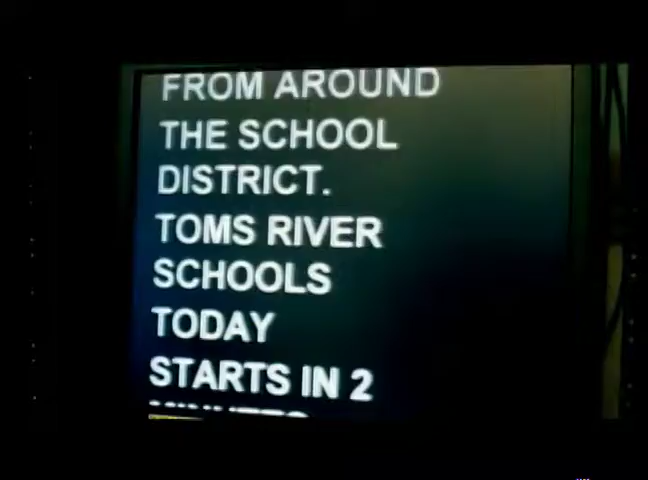 FROM AROUND
THE SCHOOL
DISTRICT.
TOMS RIVER
SCHOOLS
TODAY
STARTS IN 2